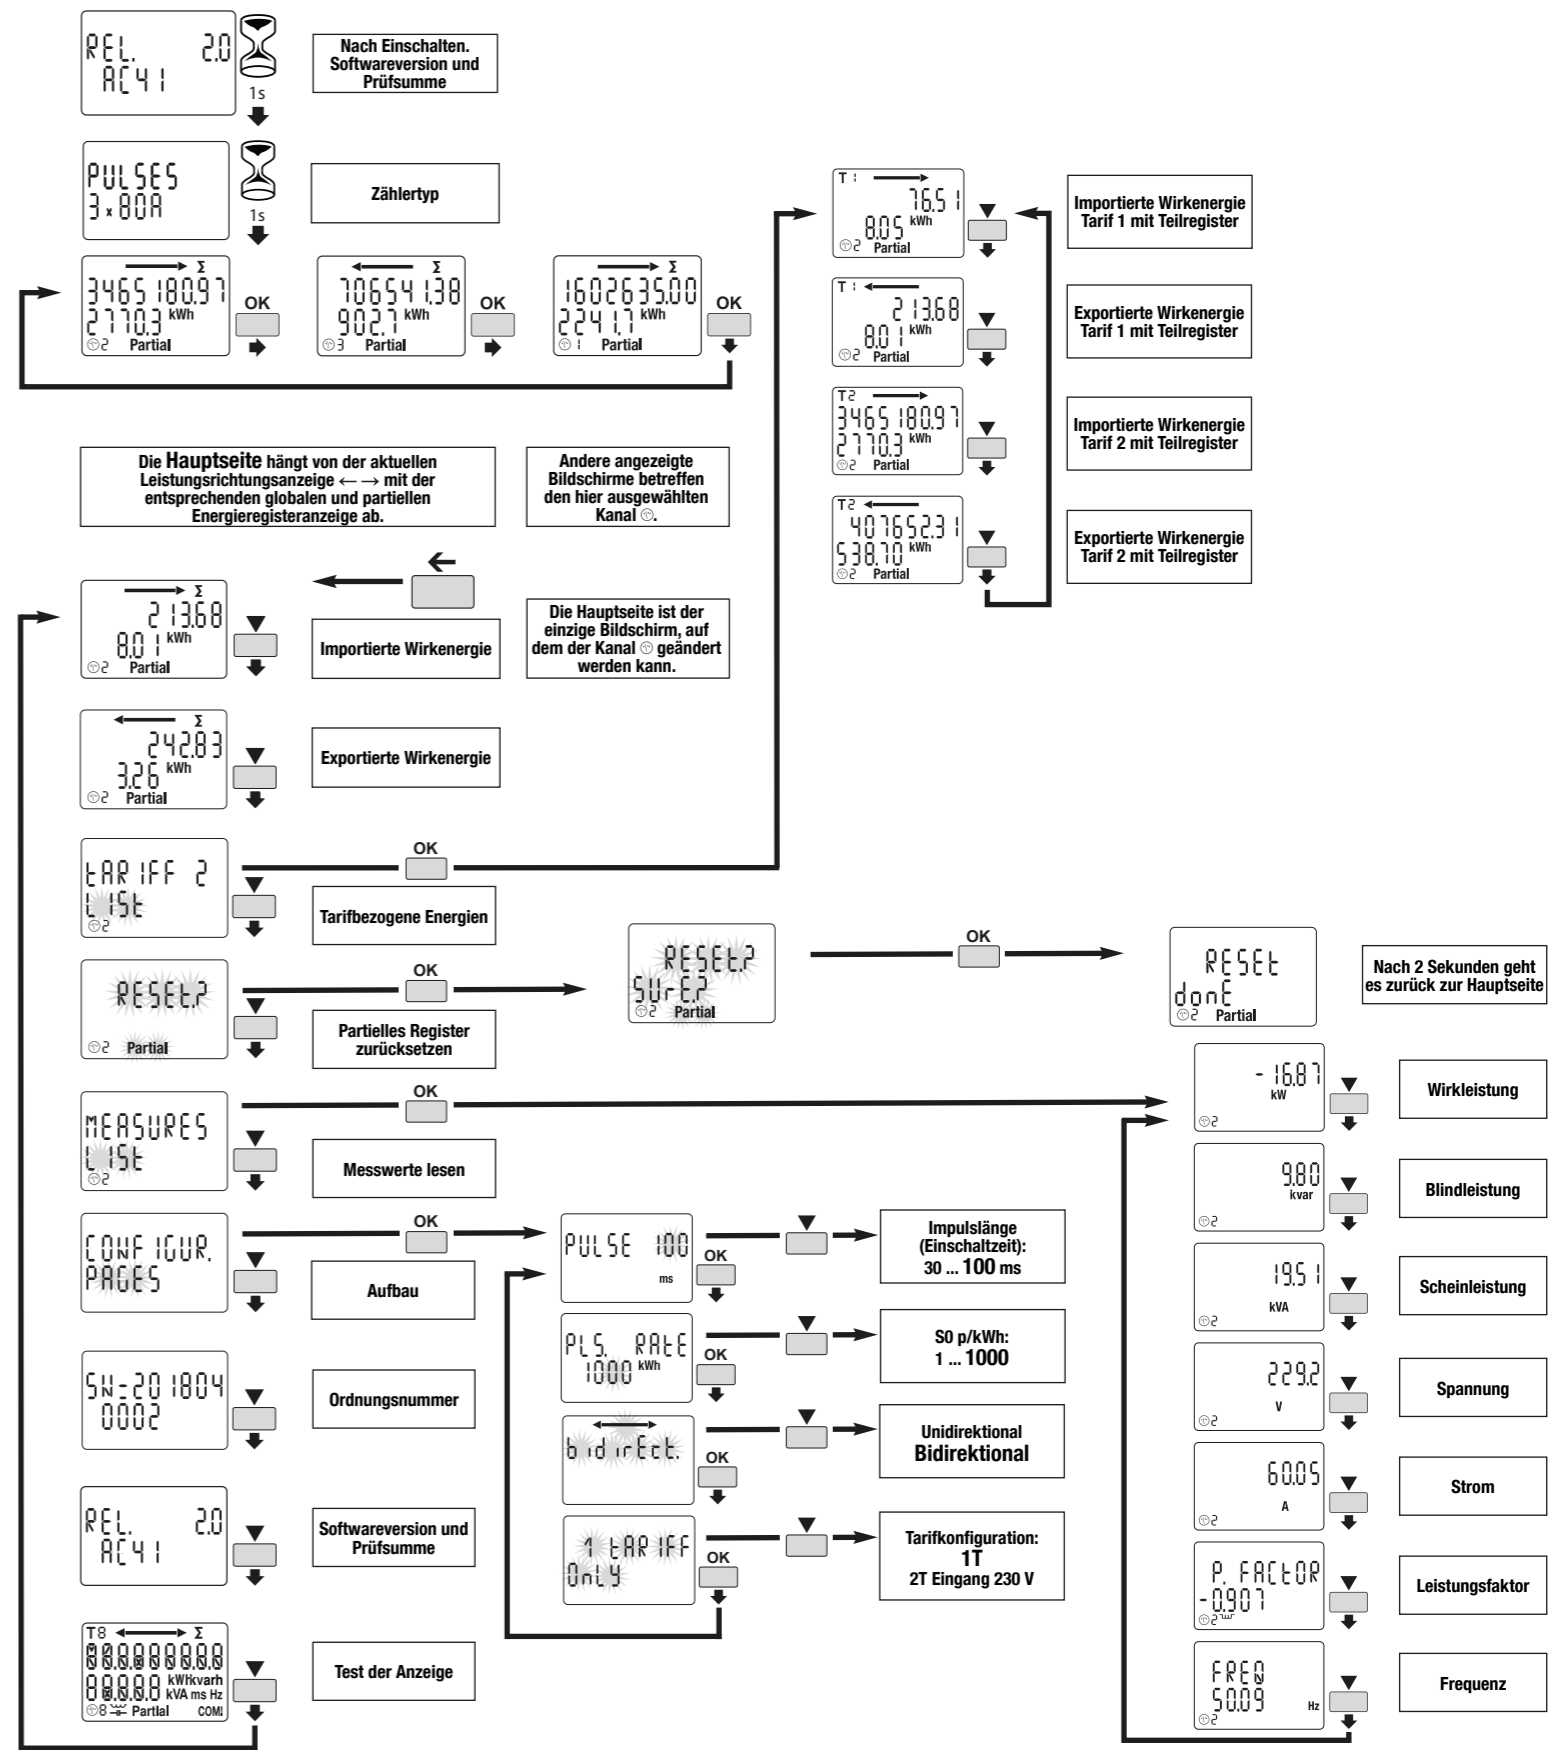 REL. 2.0
AC41
1s
Nach Einschalten.
Softwareversion und
Prüfsumme
PULSES
3x80A
1s
Zählertyp
Σ
3465180.97
2770.3 kWh
2 Partial
OK
Σ
706541.38
902.7 kWh
3 Partial
OK
Σ
1602635.00
2241.7 kWh
1 Partial
OK
Die Hauptseite hängt von der aktuellen
Leistungsrichtungsanzeige ←→ mit der
entsprechenden globalen und partiellen
Energieregisteranzeige ab.
Andere angezeigte
Bildschirme betreffen
den hier ausgewählten
Kanal .
T1
76.51
8.05 kWh
2 Partial
Importierte Wirkenergie
Tarif 1 mit Teilregister
T1
213.68
8.01 kWh
2 Partial
Exportierte Wirkenergie
Tarif 1 mit Teilregister
T2
3465180.97
2770.3 kWh
2 Partial
Importierte Wirkenergie
Tarif 2 mit Teilregister
T2
407652.31
538.70 kWh
2 Partial
Exportierte Wirkenergie
Tarif 2 mit Teilregister
Σ
213.68
8.01 kWh
2 Partial
Importierte Wirkenergie
Die Hauptseite ist der
einzige Bildschirm, auf
dem der Kanal geändert
werden kann.
Σ
242.83
3.26 kWh
2 Partial
Exportierte Wirkenergie
tARIFF 2
LISt
2
OK
Tarifbezogene Energien
RESEt.?
2 Partial
OK
Partielles Register
zurücksetzen
RESEt.?
SUrE.?
2 Partial
OK
RESEt
donE
2 Partial
Nach 2 Sekunden geht
es zurück zur Hauptseite
MEASURES
LISt
2
OK
Messwerte lesen
-16.87
kW
2
Wirkleistung
9.80
kvar
2
Blindleistung
19.51
kVA
2
Scheinleistung
229.2
V
2
Spannung
60.05
A
2
Strom
P. FACtOR
-0.907
2
Leistungsfaktor
FREQ
50.09 Hz
2
Frequenz
CONFIGUR.
PAGES
OK
Aufbau
PULSE 100
ms
OK
Impulslänge
(Einschaltzeit):
30 ... 100 ms
PLS. RAtE
1000 kWh
OK
S0 p/kWh:
1 ... 1000
bidirEct.
OK
Unidirektional
Bidirektional
1 tARIFF
OnLY
OK
Tarifkonfiguration:
1T
2T Eingang 230 V
SN=201804
0002
Ordnungsnummer
REL. 2.0
AC41
Softwareversion und
Prüfsumme
T8 Σ
kWhkvarh
kVA ms Hz
8 Partial COM!
Test der Anzeige